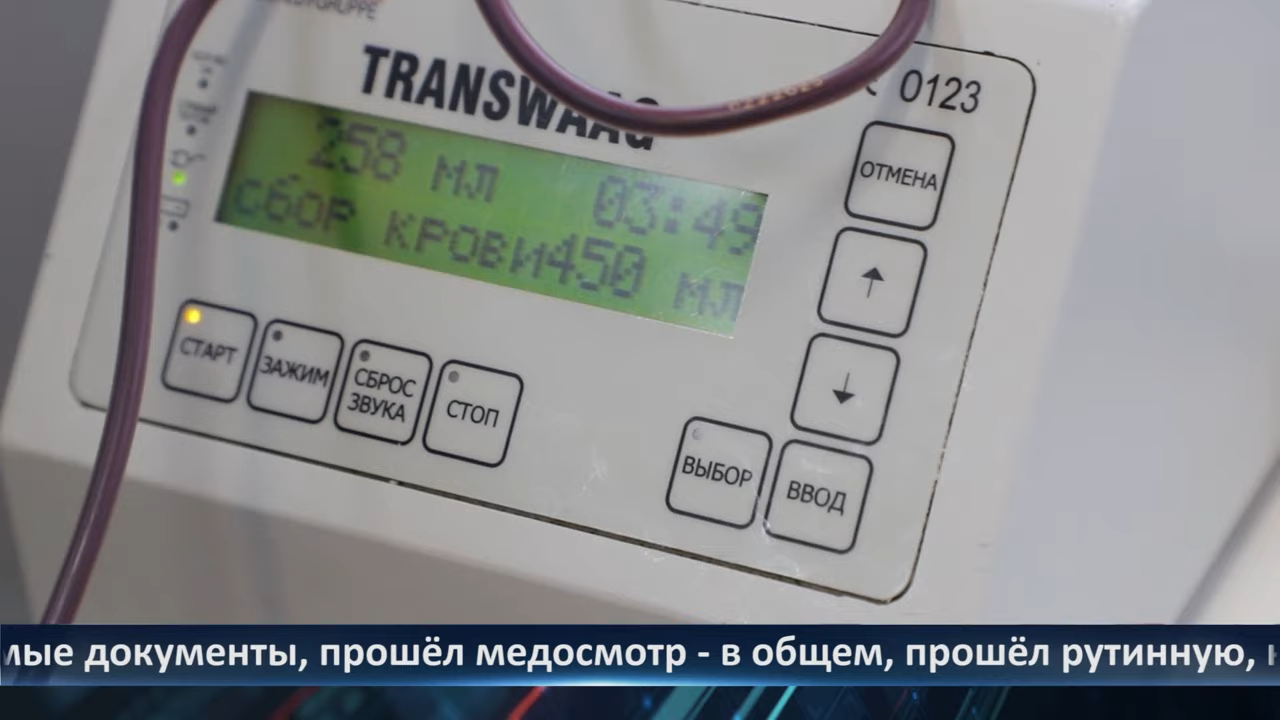 TRANSWAAG
0123
258 мл 03:49
сбор крови450 мл
ОТМЕНА
СТАРТ
ЗАЖИМ
СБРОС ЗВУКА
СТОП
ВЫБОР
ВВОД
документы, прошёл медосмотр - в общем, прошёл рутинную,